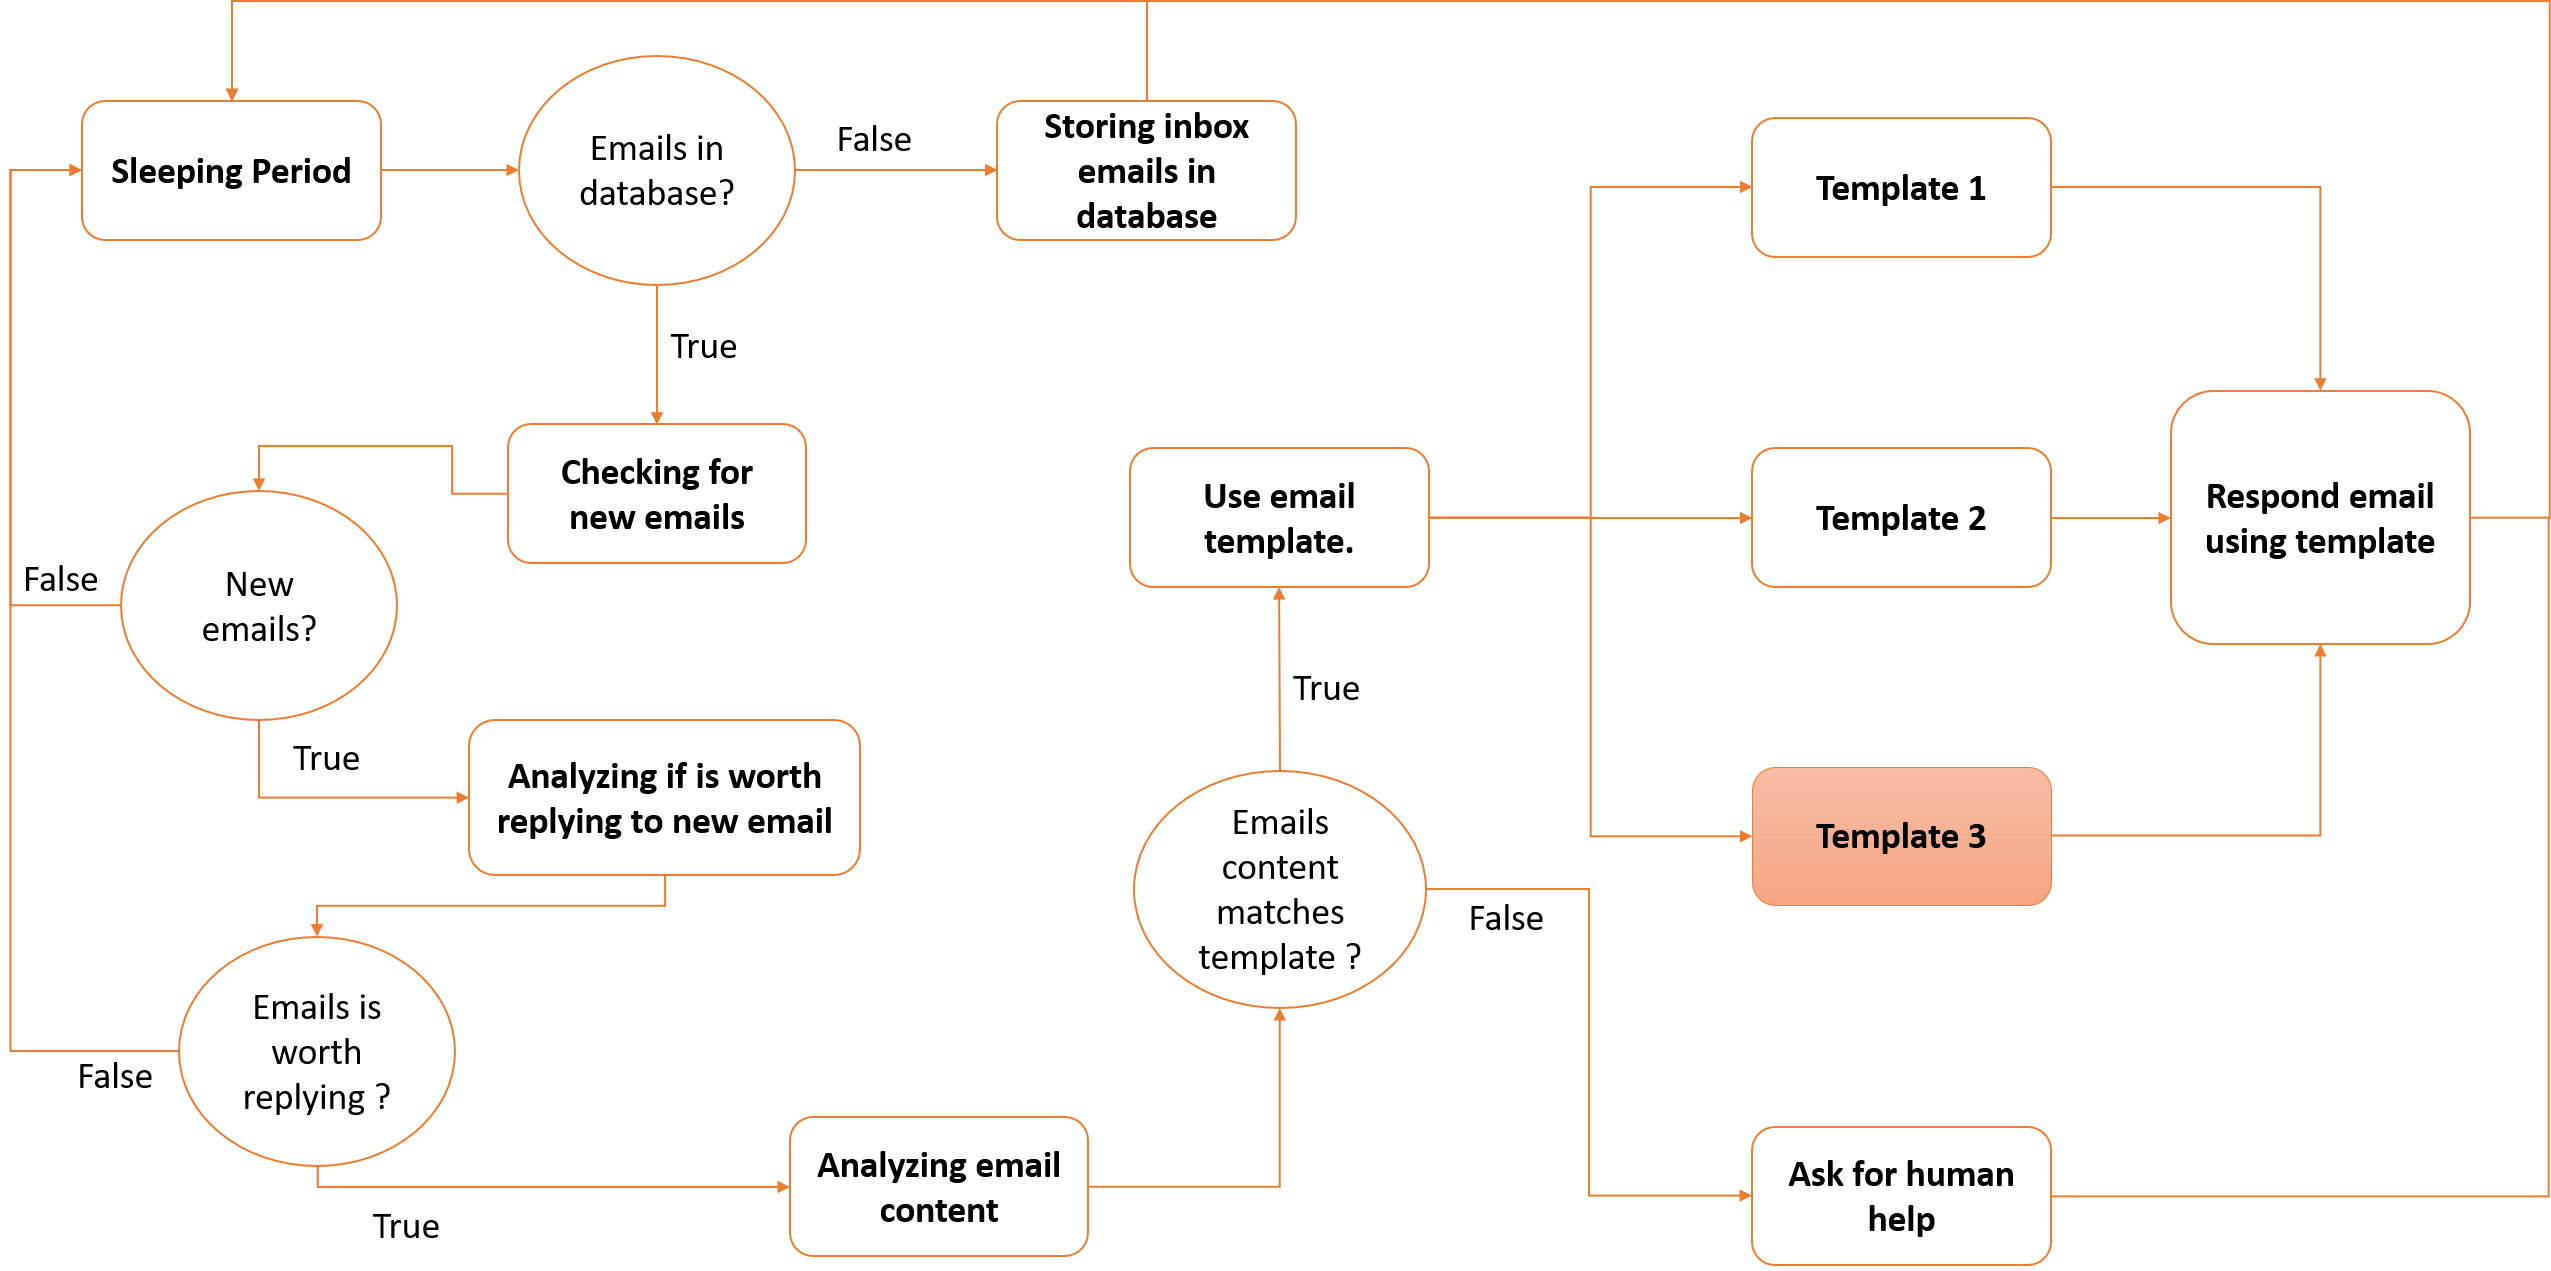 Sleeping Period
Emails in
database?
False
Storing inbox
emails in
database
True
Checking for
new emails
New
emails?
False
True
Analyzing if is worth
replying to new email
Emails is
worth
replying ?
False
True
Analyzing email
content
Emails
content
matches
template ?
True
False
Use email
template.
Template 1
Template 2
Template 3
Respond email
using template
Ask for human
help